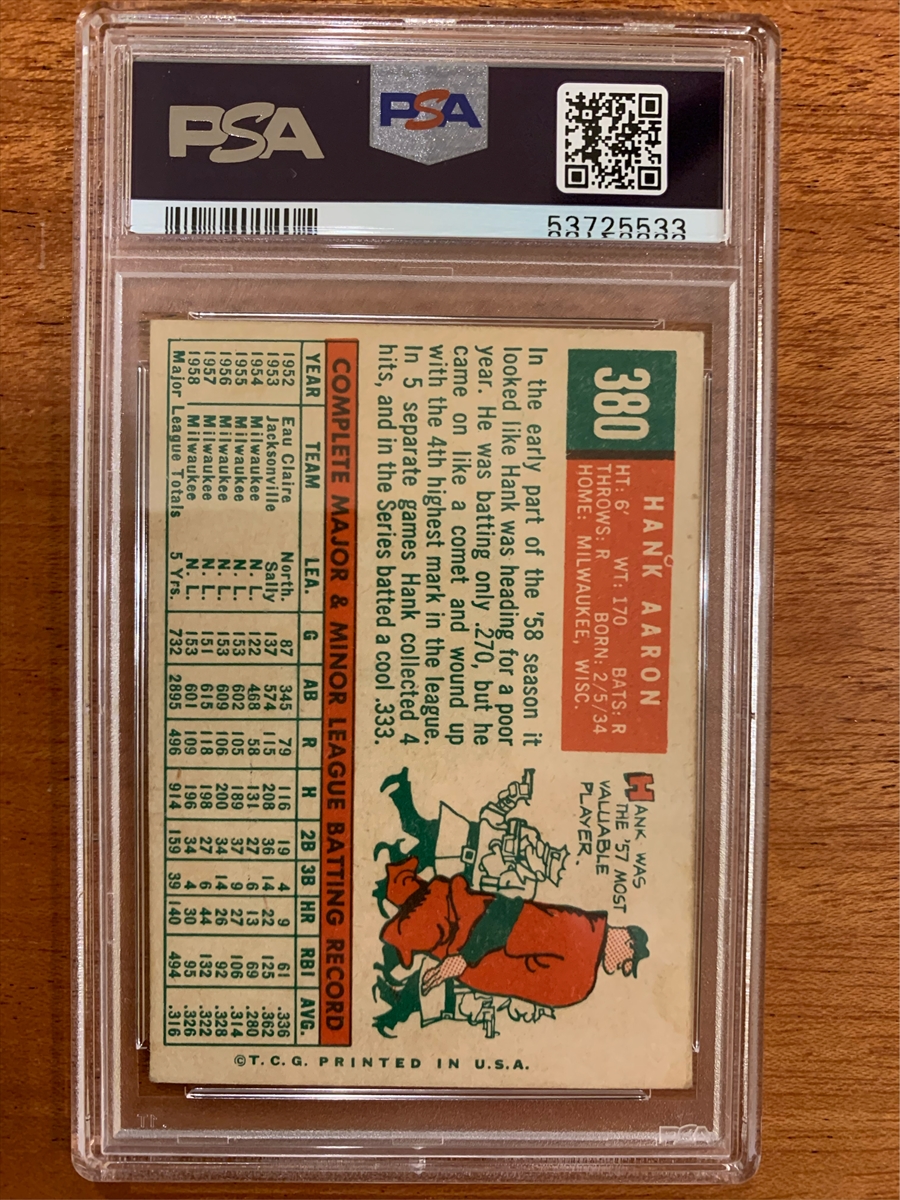 PSA
PSA
53725533
380
HANK AARON
HT: 6' WT: 170 BATS: R
THROWS: R BORN: 2/5/34
HOME: MILWAUKEE, WISC.
In the early part of the '58 season it
looked like Hank was heading for a poor
year. He was batting only .270, but he
came on like a comet and wound up
with the 4th highest mark in the league.
In 5 separate games Hank collected 4
hits, and in the Series batted a cool .333.
HANK WAS
THE '57 MOST
VALUABLE
PLAYER.
COMPLETE MAJOR & MINOR LEAGUE BATTING RECORD
YEAR TEAM LEA. G AB R H 2B 3B HR RBI AVG.
1952 Eau Claire North. 87 345 79 116 19 4 9 61 .336
1953 Jacksonville Sally 137 574 115 208 36 14 22 125 .362
1954 Milwaukee N. L. 122 468 58 131 27 6 13 69 .280
1955 Milwaukee N. L. 153 602 105 189 37 9 27 106 .314
1956 Milwaukee N. L. 153 609 106 200 34 14 26 92 .328
1957 Milwaukee N. L. 151 615 118 198 27 6 44 132 .322
1958 Milwaukee N. L. 153 601 109 196 34 4 30 95 .326
Major League Totals 5 Yrs. 732 2895 496 914 159 39 140 494 .316
©T.C.G. PRINTED IN U.S.A.
PSA